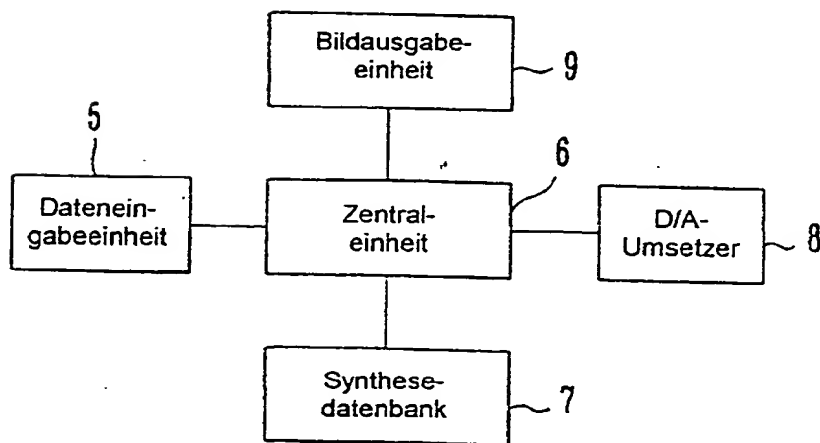 Bildausgabe-
einheit
9
5
6
Datenein-
gabeeinheit
Zentral-
einheit
D/A-
Umsetzer
8
Synthese-
datenbank
7